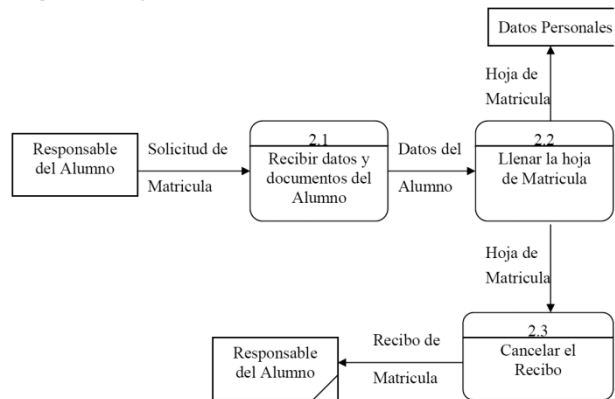 Datos Personales
Hoja de
Matricula
Responsable
del Alumno
Solicitud de
Matricula
2.1
Recibir datos y
documentos del
Alumno
Datos del
Alumno
2.2
Llenar la hoja
de Matricula
Hoja de
Matricula
2.3
Cancelar el
Recibo
Recibo de
Matricula
Responsable
del Alumno